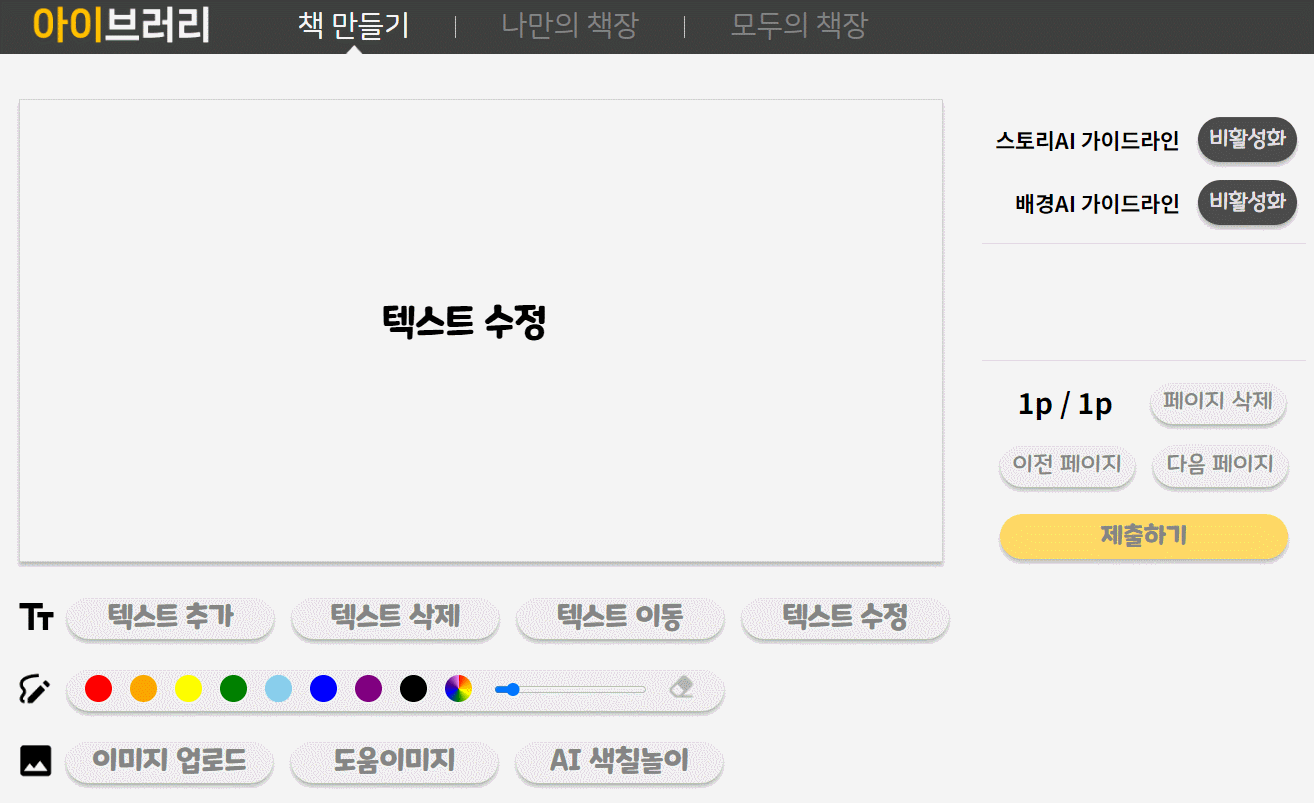 아이브러리 책 만들기 나만의 책장 모두의 책장
스토리AI 가이드라인 비활성화
배경AI 가이드라인 비활성화
텍스트 수정
1p / 1p 페이지 삭제
이전 페이지 다음 페이지
제출하기
텍스트 추가 텍스트 삭제 텍스트 이동 텍스트 수정
이미지 업로드 도움이미지 AI 색칠놀이